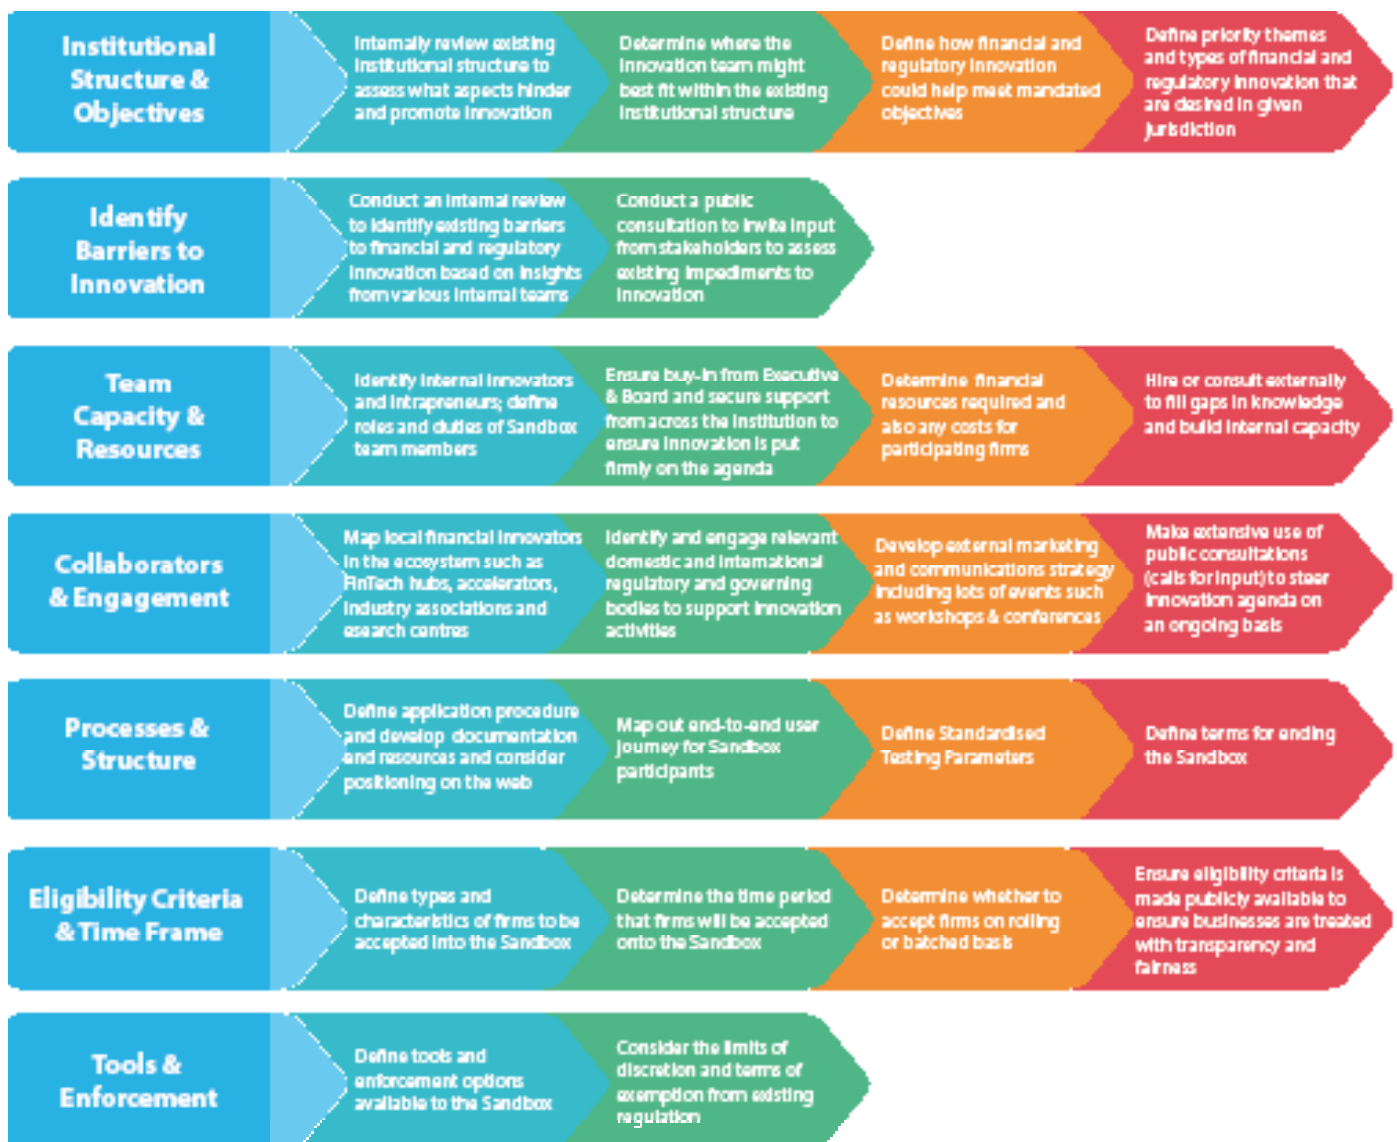 Institutional
Structure &
Objectives
Internally review existing
institutional structure to
assess what aspects hinder
and promote innovation
Determine where the
innovation team might
best fit within the existing
institutional structure
Define how financial and
regulatory innovation
could help meet mandated
objectives
Define priority themes
and types of financial and
regulatory innovation that
are desired in given
jurisdiction
Identify
Barriers to
Innovation
Conduct an internal review
to identify existing barriers
to financial and regulatory
innovation based on insights
from various internal teams
Conduct a public
consultation to invite input
from stakeholders to assess
existing impediments to
innovation
Team
Capacity &
Resources
Identify internal innovators
and intrapreneurs; define
roles and duties of Sandbox
team members
Ensure buy-in from Executive
& Board and secure support
from across the institution to
ensure innovation is put
firmly on the agenda
Determine financial
resources required and
also any costs for
participating firms
Hire or consult externally
to fill gaps in knowledge
and build internal capacity
Collaborators
& Engagement
Map local financial innovators
in the ecosystem such as
FinTech hubs, accelerators,
industry associations and
esearch centres
Identify and engage relevant
domestic and international
regulatory and governing
bodies to support innovation
activities
Develop external marketing
and communications strategy
including lots of events such
as workshops & conferences
Make extensive use of
public consultations
(calls for input) to steer
innovation agenda on
an ongoing basis
Processes &
Structure
Define application procedure
and develop documentation
end resources and consider
positioning on the web
Map out end-to-end user
journey for Sandbox
participants
Define Standardised
Testing Parameters
Define terms for ending
the Sandbox
Eligibility Criteria
& Time Frame
Define types and
characteristics of firms to be
accepted into the Sandbox
Determine the time period
that firms will be accepted
onto the Sandbox
Determine whether to
accept firms on rolling
or batched basis
Ensure eligibility criteria is
made publicly available to
ensure businesses are treated
with transparency and
fairness
Tools &
Enforcement
Define tools and
enforcement options
available to the Sandbox
Consider the limits of
discretion and terms of
exemption from existing
regulation